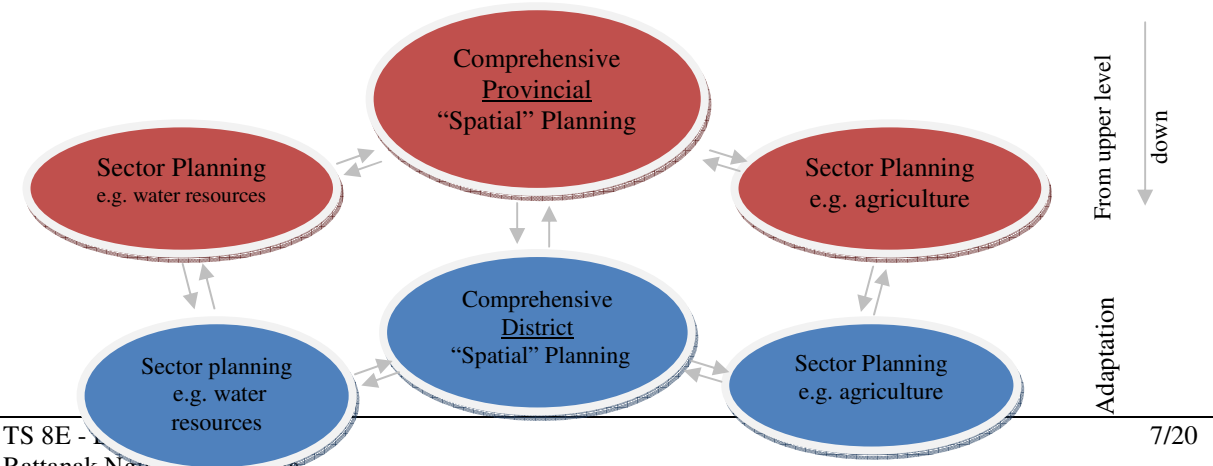 Comprehensive
Provincial
“Spatial” Planning
Sector Planning
e.g. water resources
Sector Planning
e.g. agriculture
From upper level
down
Comprehensive
District
“Spatial” Planning
Sector planning
e.g. water
resources
Sector Planning
e.g. agriculture
Adaptation
TS 8E -
7/20
Rattanak